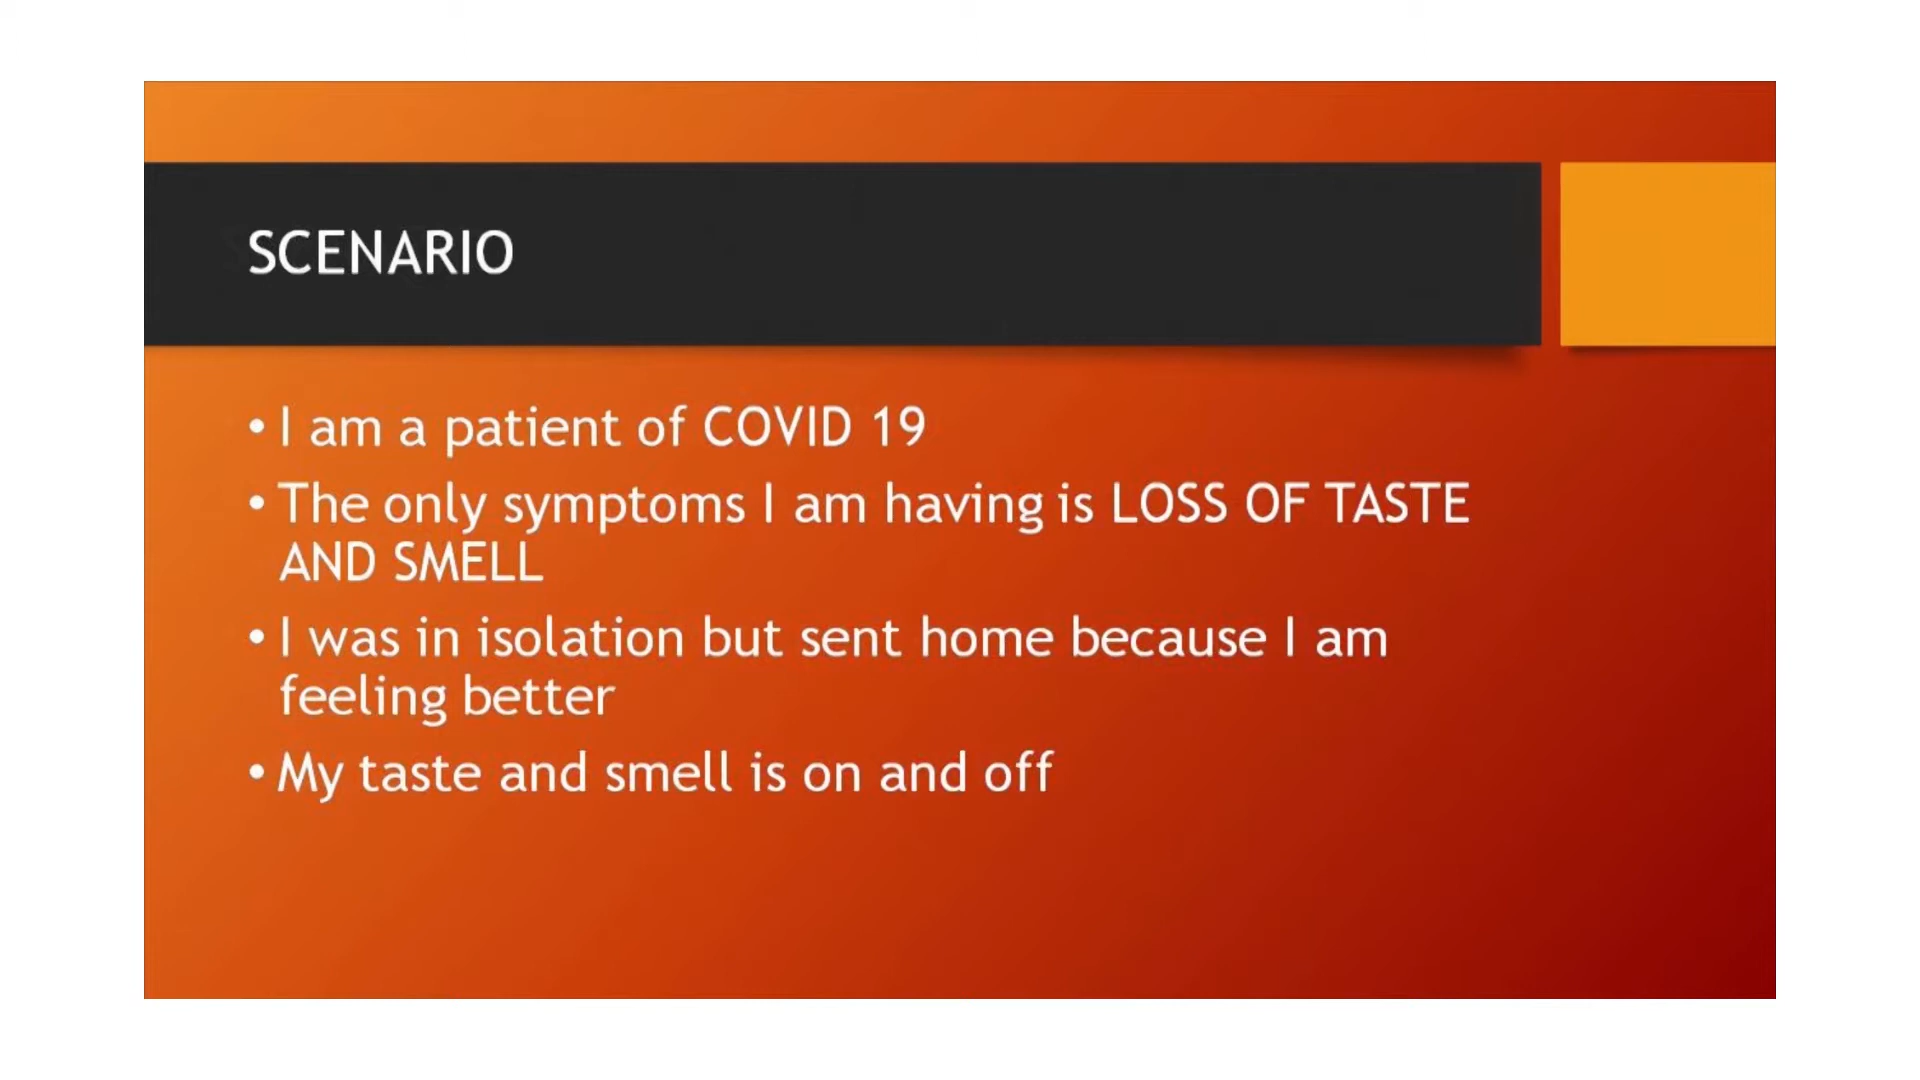 SCENARIO
• I am a patient of COVID 19
• The only symptoms I am having is LOSS OF TASTE
AND SMELL
• I was in isolation but sent home because I am
feeling better
• My taste and smell is on and off